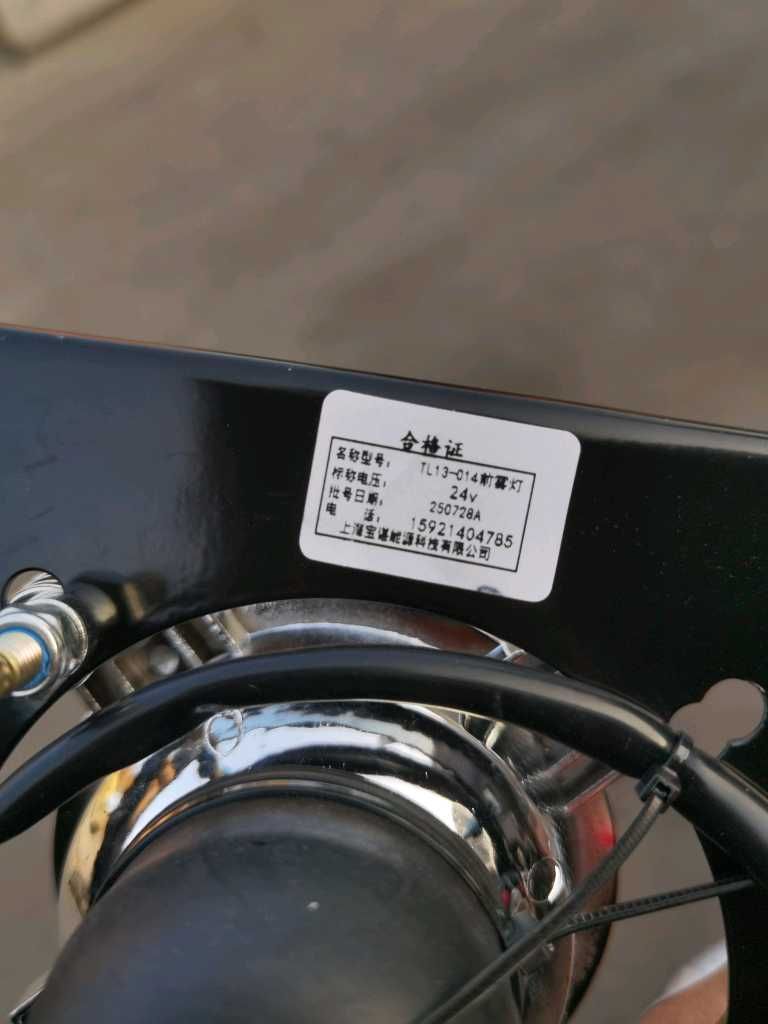 合格证
名称型号: TL13-014前雾灯
标称电压: 24v
批号日期: 250728A
电 话: 15921404785
上海宝谌能源科技有限公司